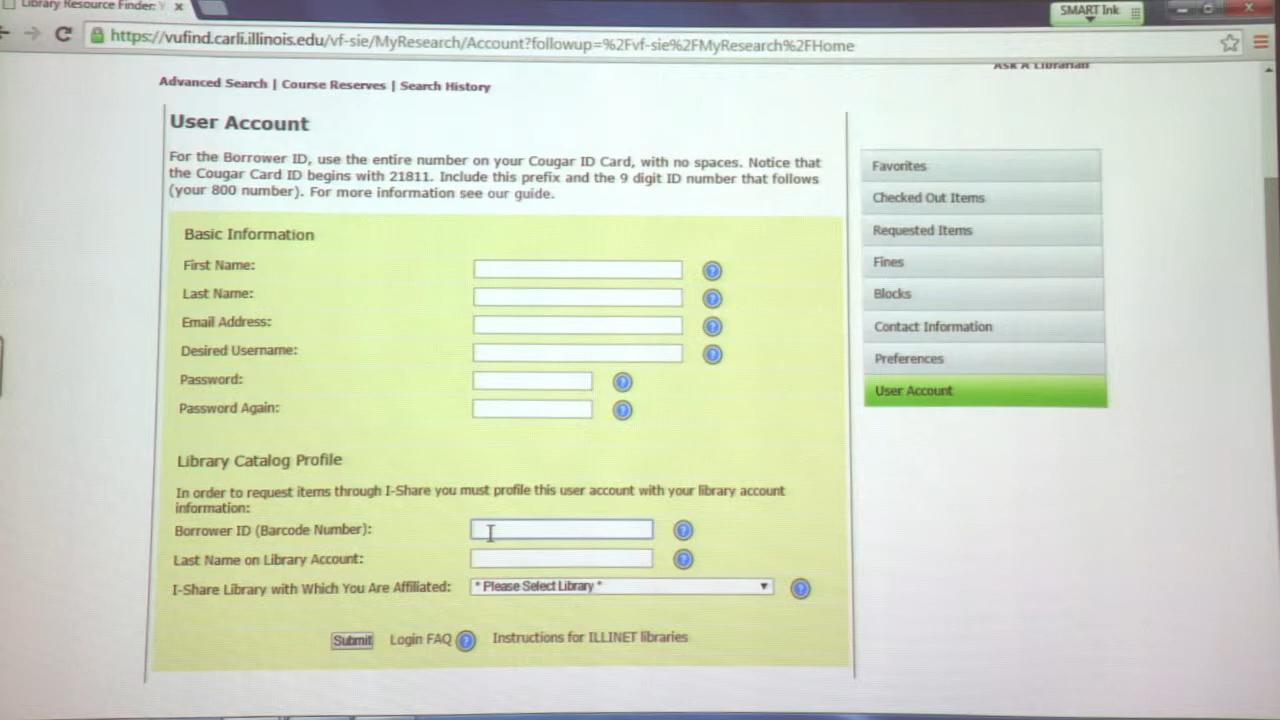 Library Resource Finder: Y
SMART Ink
https://vufind.carli.illinois.edu/vf-sie/MyResearch/Account?followup=%2Fvf-sie%2FMyResearch%2FHome
Ask A Librarian
Advanced Search | Course Reserves | Search History
User Account
For the Borrower ID, use the entire number on your Cougar ID Card, with no spaces. Notice that
the Cougar Card ID begins with 21811. Include this prefix and the 9 digit ID number that follows
(your 800 number). For more information see our guide.
Basic Information
First Name:
Last Name:
Email Address:
Desired Username:
Password:
Password Again:
Library Catalog Profile
In order to request items through I-Share you must profile this user account with your library account
information:
Borrower ID (Barcode Number):
Last Name on Library Account:
I-Share Library with Which You Are Affiliated: * Please Select Library *
Submit Login FAQ ? Instructions for ILLINET libraries
Favorites
Checked Out Items
Requested Items
Fines
Blocks
Contact Information
Preferences
User Account